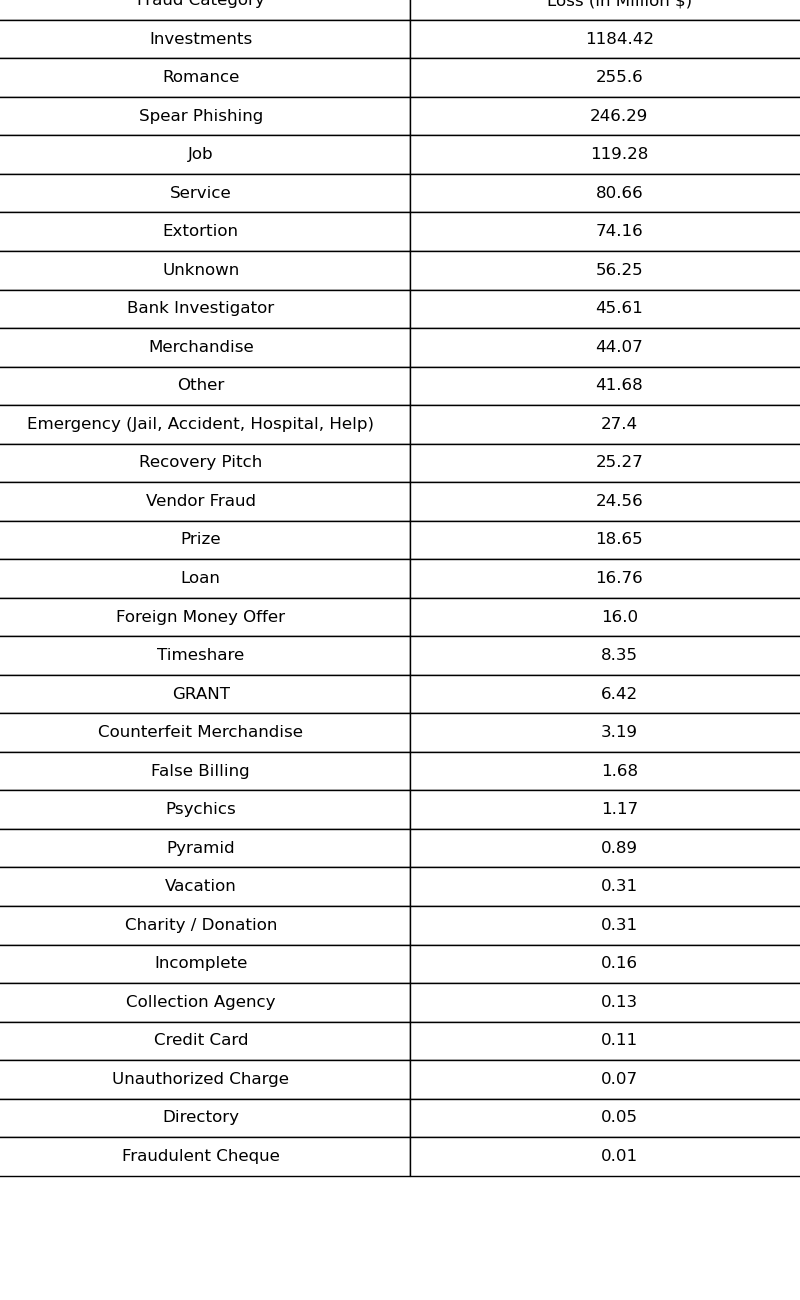 Fraud Category Loss (in Million $)
Investments 1184.42
Romance 255.6
Spear Phishing 246.29
Job 119.28
Service 80.66
Extortion 74.16
Unknown 56.25
Bank Investigator 45.61
Merchandise 44.07
Other 41.68
Emergency (Jail, Accident, Hospital, Help) 27.4
Recovery Pitch 25.27
Vendor Fraud 24.56
Prize 18.65
Loan 16.76
Foreign Money Offer 16.0
Timeshare 8.35
GRANT 6.42
Counterfeit Merchandise 3.19
False Billing 1.68
Psychics 1.17
Pyramid 0.89
Vacation 0.31
Charity / Donation 0.31
Incomplete 0.16
Collection Agency 0.13
Credit Card 0.11
Unauthorized Charge 0.07
Directory 0.05
Fraudulent Cheque 0.01